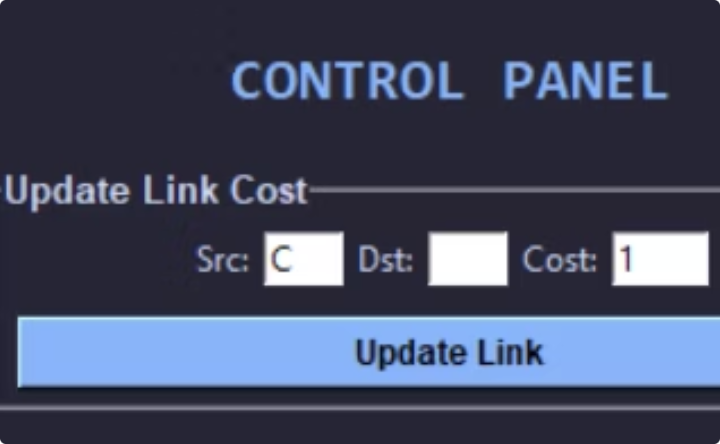 CONTROL PANEL
Update Link Cost
Src: C Dst: Cost: 1
Update Link